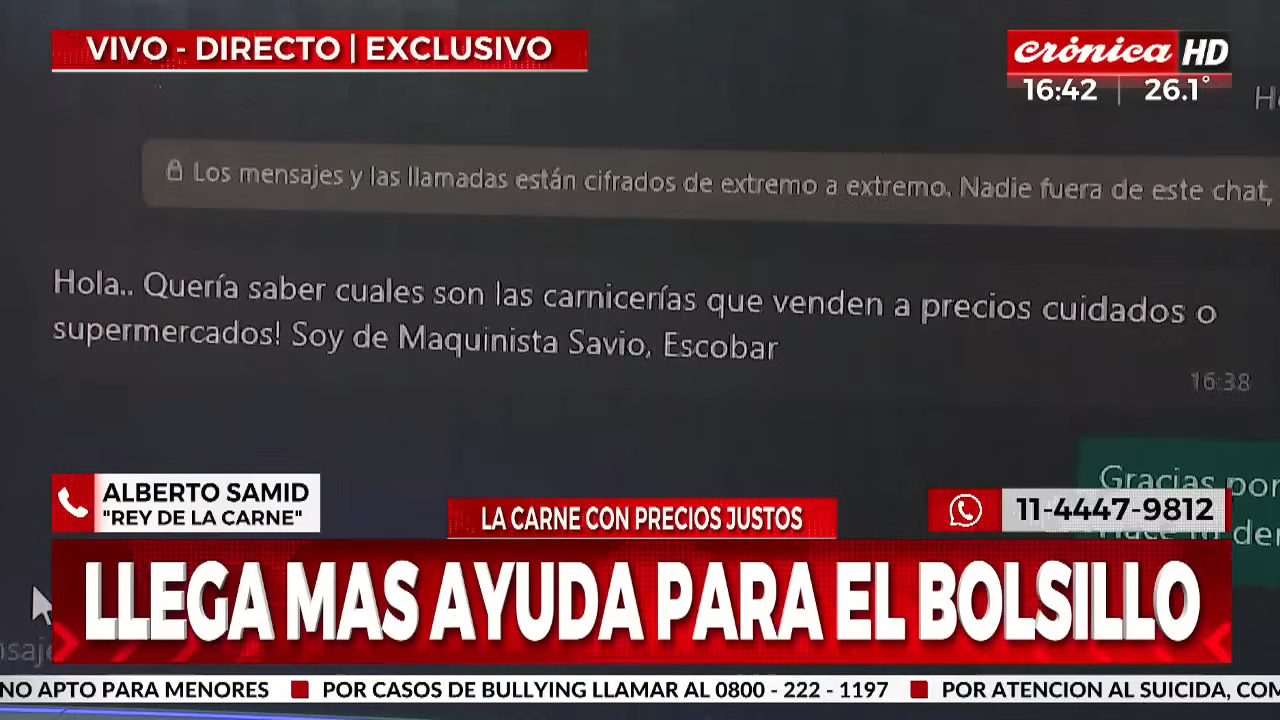 VIVO - DIRECTO | EXCLUSIVO
crónica HD
16:42 26.1°
Los mensajes y las llamadas están cifrados de extremo a extremo. Nadie fuera de este chat,
Hola.. Quería saber cuales son las carnicerías que venden a precios cuidados o
supermercados! Soy de Maquinista Savio, Escobar
16:38
Gracias por
ALBERTO SAMID
"REY DE LA CARNE"
LA CARNE CON PRECIOS JUSTOS
11-4447-9812
LLEGA MAS AYUDA PARA EL BOLSILLO
NO APTO PARA MENORES POR CASOS DE BULLYING LLAMAR AL 0800 - 222 - 1197 POR ATENCION AL SUICIDA, COM